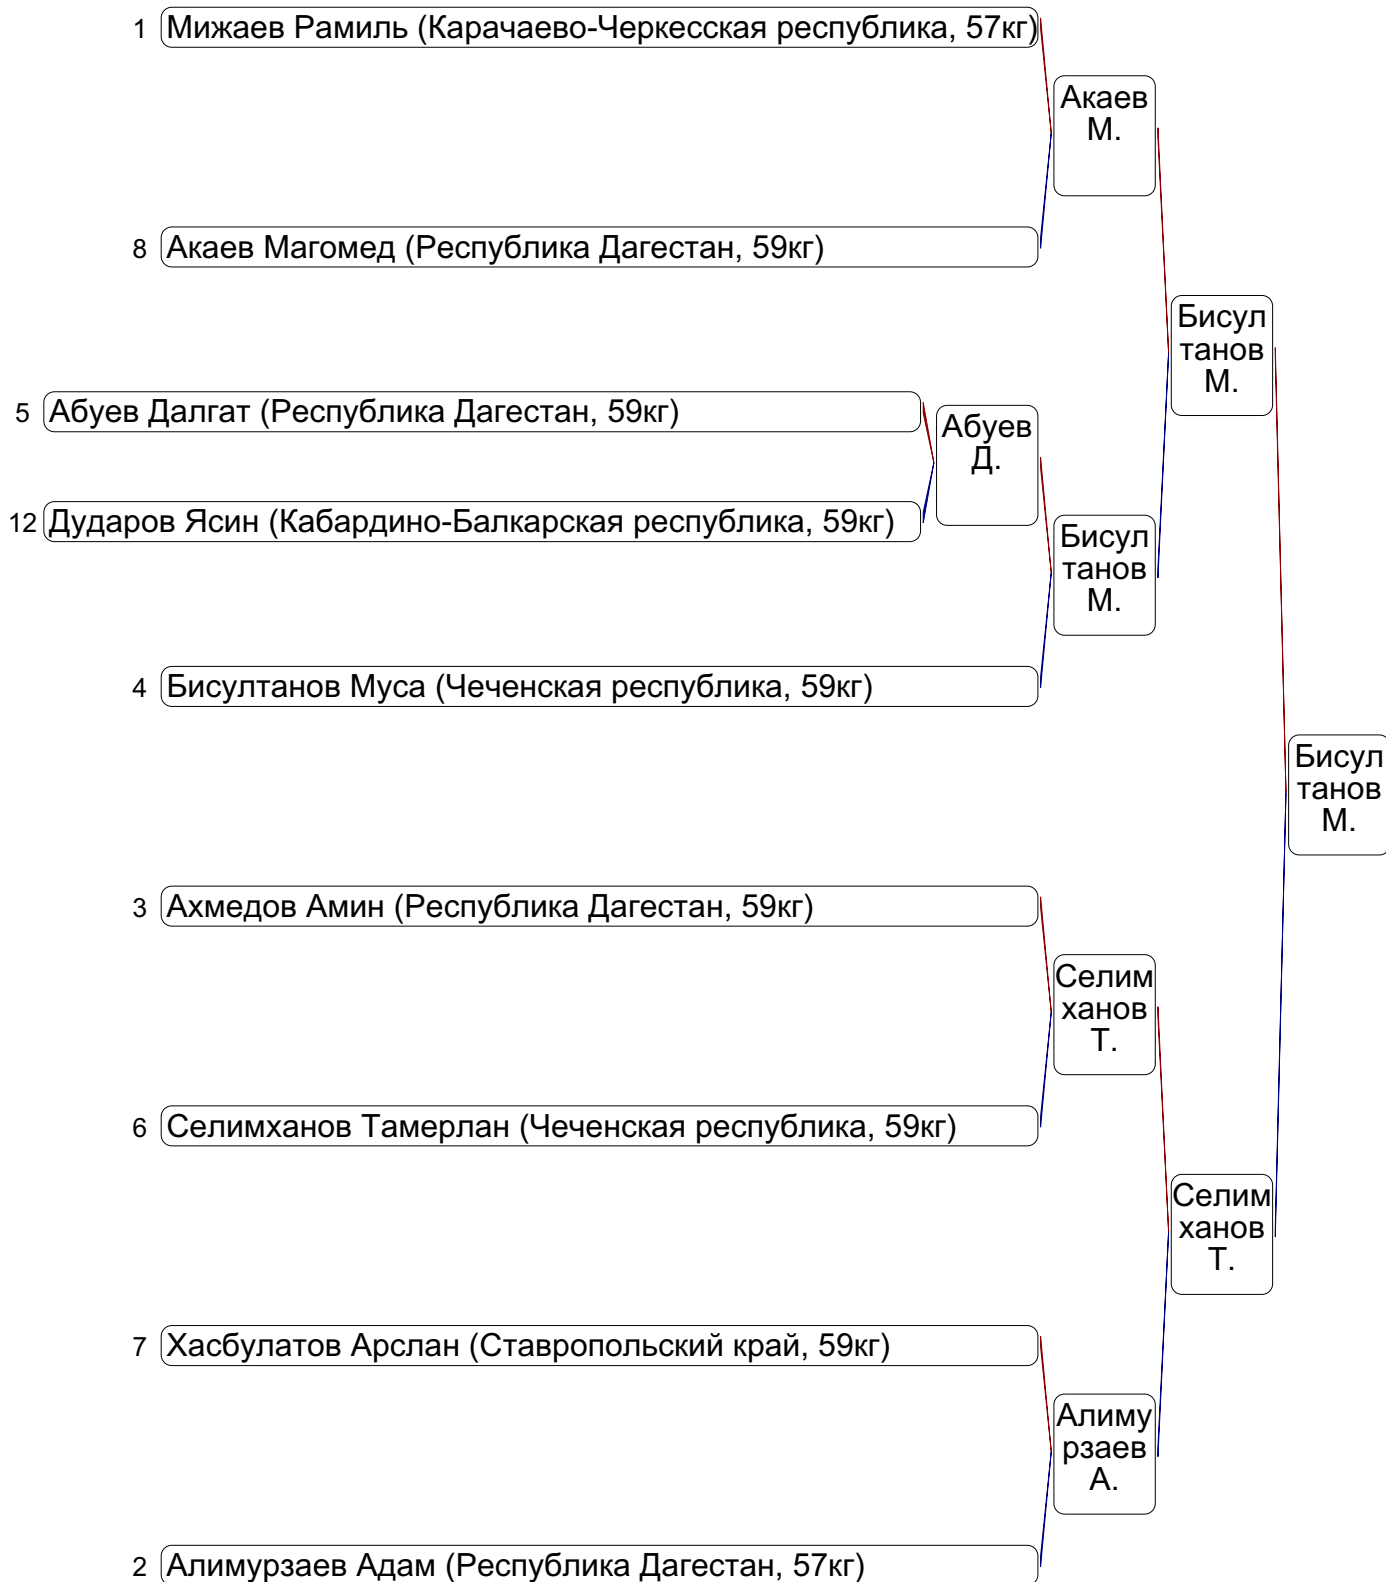 1 Мижаев Рамиль (Карачаево-Черкесская республика, 57кг)
Акаев
М.
8 Акаев Магомед (Республика Дагестан, 59кг)
Бисул
танов
М.
5 Абуев Далгат (Республика Дагестан, 59кг)
Абуев
Д.
12 Дударов Ясин (Кабардино-Балкарская республика, 59кг)
Бисул
танов
М.
4 Бисултанов Муса (Чеченская республика, 59кг)
Бисул
танов
М.
3 Ахмедов Амин (Республика Дагестан, 59кг)
Селим
ханов
Т.
6 Селимханов Тамерлан (Чеченская республика, 59кг)
Селим
ханов
Т.
7 Хасбулатов Арслан (Ставропольский край, 59кг)
Алиму
рзаев
А.
2 Алимурзаев Адам (Республика Дагестан, 57кг)